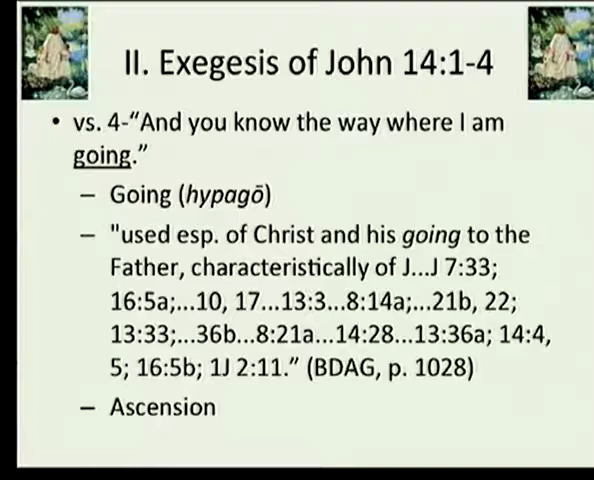 II. Exegesis of John 14:1-4
• vs. 4-“And you know the way where I am
going.”
– Going (hypagō)
– "used esp. of Christ and his going to the
Father, characteristically of J...J 7:33;
16:5a;...10, 17...13:3...8:14a;...21b, 22;
13:33;...36b...8:21a...14:28...13:36a; 14:4,
5; 16:5b; 1J 2:11.” (BDAG, p. 1028)
– Ascension